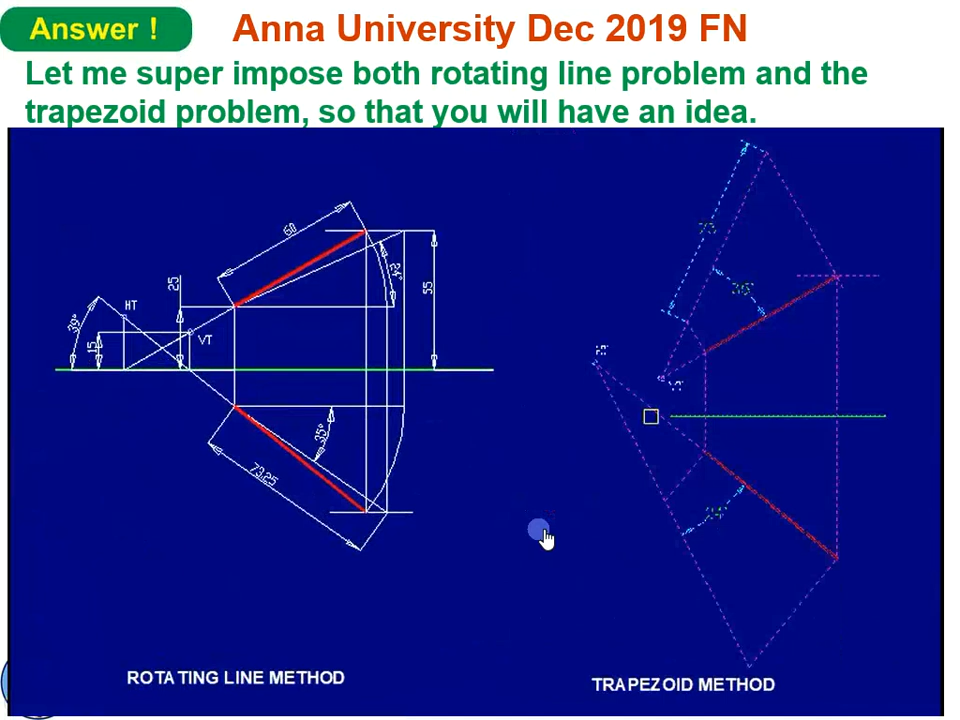 Answer !
Anna University Dec 2019 FN
Let me super impose both rotating line problem and the
trapezoid problem, so that you will have an idea.
60
25
24°
55
HT
39°
15
VT
35°
73.25
ROTATING LINE METHOD
TRAPEZOID METHOD